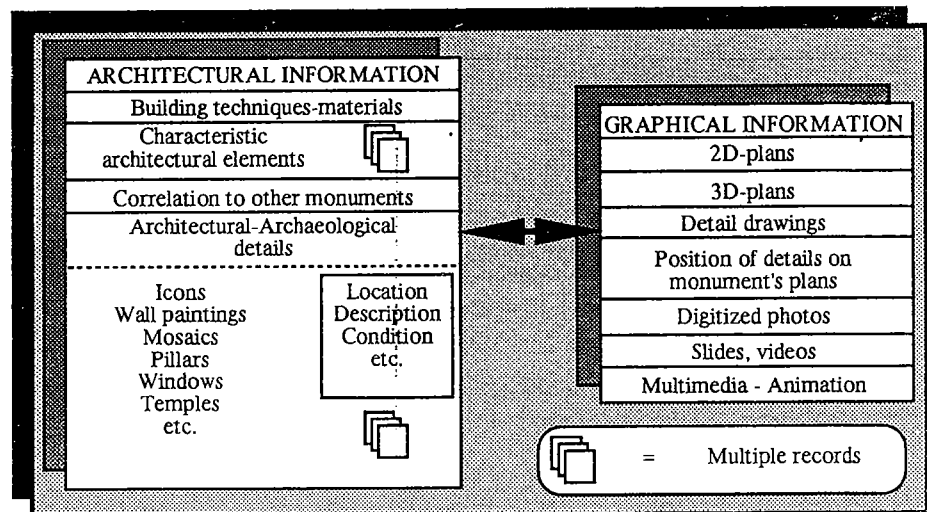 ARCHITECTURAL INFORMATION
Building techniques-materials
Characteristic
architectural elements
Correlation to other monuments
Architectural-Archaeological
details
Icons
Wall paintings
Mosaics
Pillars
Windows
Temples
etc.
Location
Description
Condition
etc.
GRAPHICAL INFORMATION
2D-plans
3D-plans
Detail drawings
Position of details on
monument's plans
Digitized photos
Slides, videos
Multimedia - Animation
= Multiple records